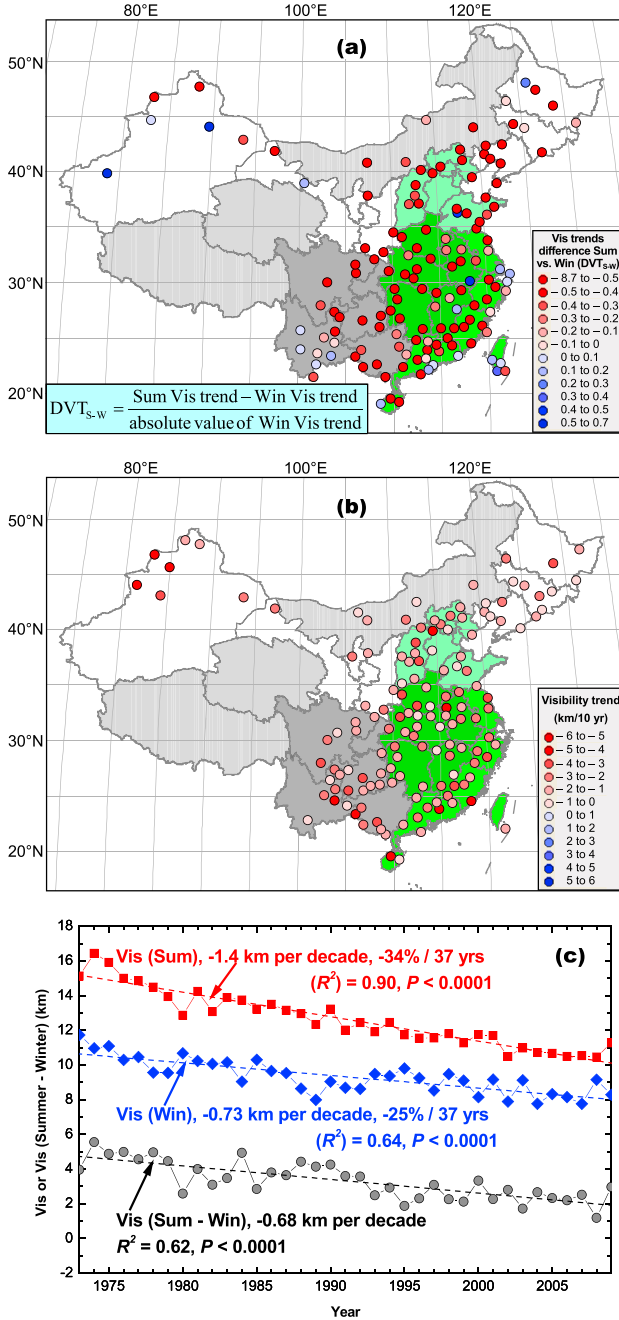 80°E 100°E 120°E
(a)
50°N
40°N
30°N
20°N
Vis trends
difference Sum
vs. Win (DVTS-W)
− 8.7 to − 0.5
− 0.5 to − 0.4
− 0.4 to − 0.3
− 0.3 to − 0.2
− 0.2 to − 0.1
− 0.1 to 0
0 to 0.1
0.1 to 0.2
0.2 to 0.3
0.3 to 0.4
0.4 to 0.5
0.5 to 0.7
DVTS-W = Sum Vis trend − Win Vis trend
absolute value of Win Vis trend
80°E 100°E 120°E
(b)
50°N
40°N
30°N
20°N
Visibility trend
(km/10 yr)
− 6 to − 5
− 5 to − 4
− 4 to − 3
− 3 to − 2
− 2 to − 1
− 1 to 0
0 to 1
1 to 2
2 to 3
3 to 4
4 to 5
5 to 6
(c)
Vis or Vis (Summer - Winter) (km)
18
16
14
12
10
8
6
4
2
0
-2
Vis (Sum), -1.4 km per decade, -34% / 37 yrs
(R2) = 0.90, P < 0.0001
Vis (Win), -0.73 km per decade, -25% / 37 yrs
(R2) = 0.64, P < 0.0001
Vis (Sum - Win), -0.68 km per decade
R2 = 0.62, P < 0.0001
1975 1980 1985 1990 1995 2000 2005
Year